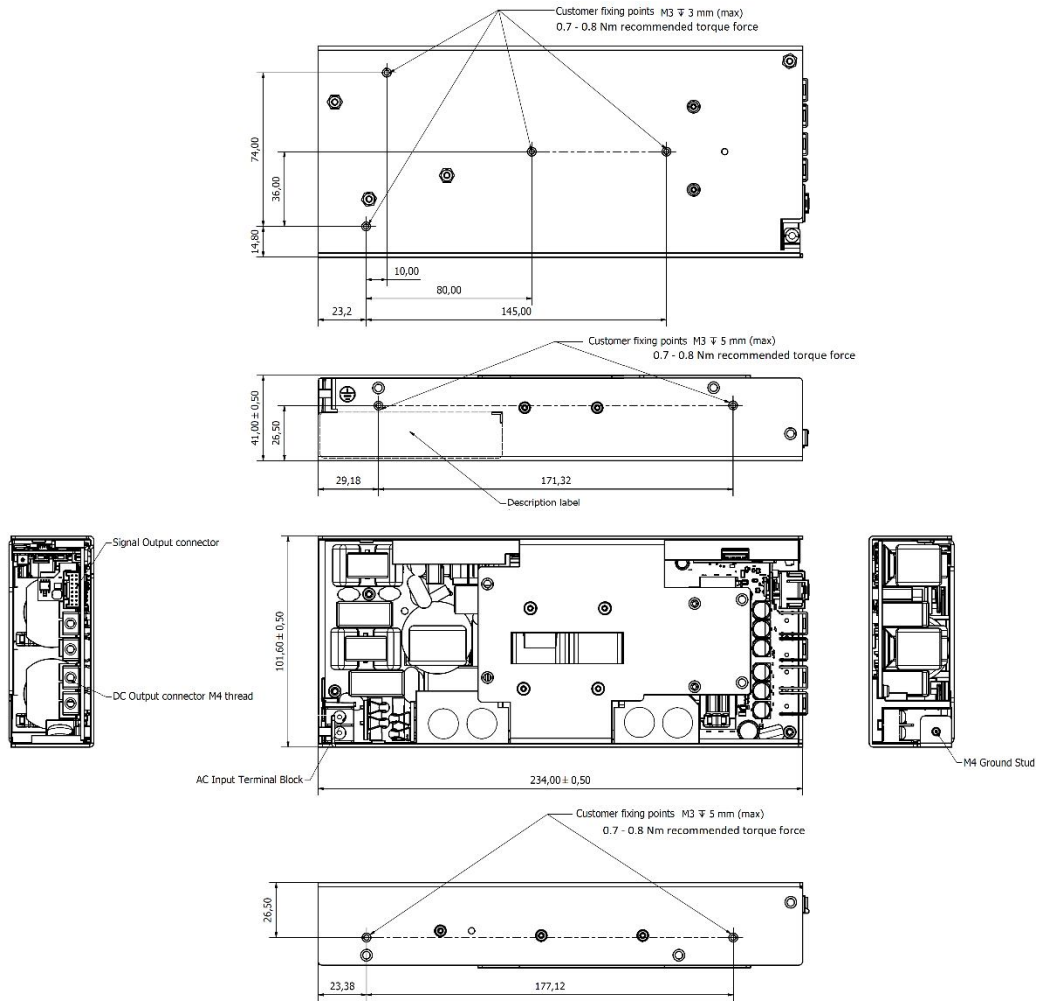 Customer fixing points M3 ↧ 3 mm (max)
0.7 - 0.8 Nm recommended torque force
74,00
36,00
14,80
10,00
80,00
23,2
145,00
Customer fixing points M3 ↧ 5 mm (max)
0.7 - 0.8 Nm recommended torque force
41,00 ± 0,50
26,50
29,18
171,32
Description label
Signal Output connector
DC Output connector M4 thread
101,60 ± 0,50
AC Input Terminal Block
234,00 ± 0,50
M4 Ground Stud
Customer fixing points M3 ↧ 5 mm (max)
0.7 - 0.8 Nm recommended torque force
26,50
23,38
177,12